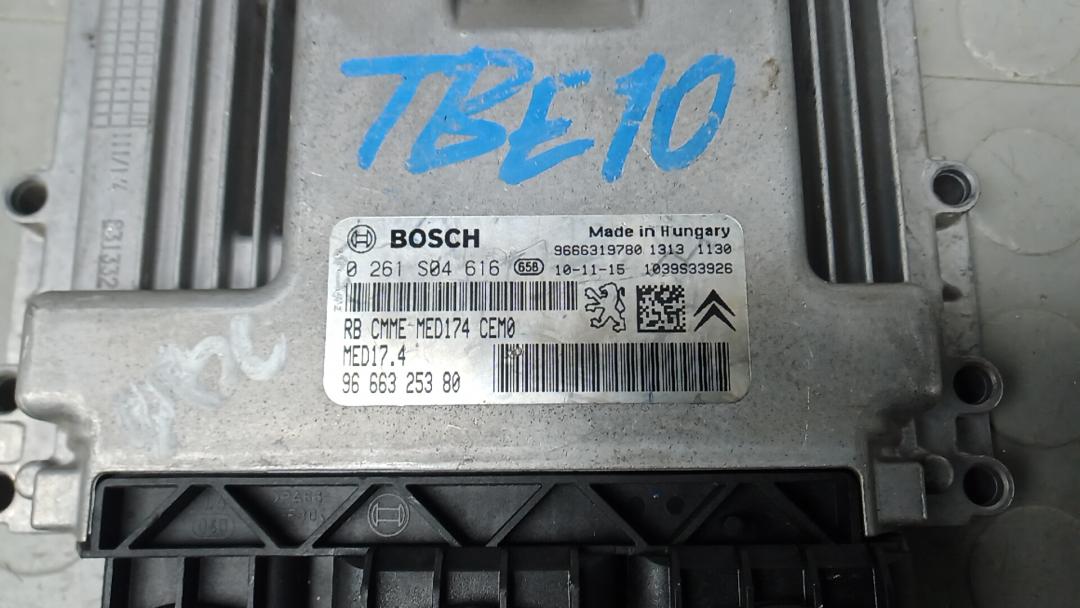 TBE10
BOSCH
Made in Hungary
9666319780 1313 1130
0 261 S04 616 658 10-11-15 1039S33926
RB CMME-MED174 CEM0
MED17.4
96 663 253 80